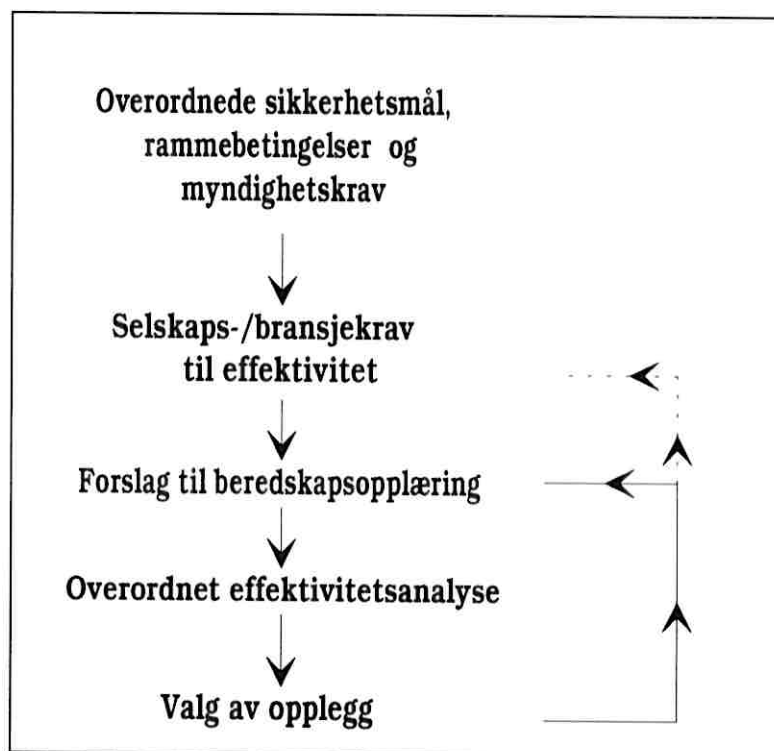 Overordnede sikkerhetsmål,
rammebetingelser og
myndighetskrav
Selskaps-/bransjekrav
til effektivitet
Forslag til beredskapsopplæring
Overordnet effektivitetsanalyse
Valg av opplegg